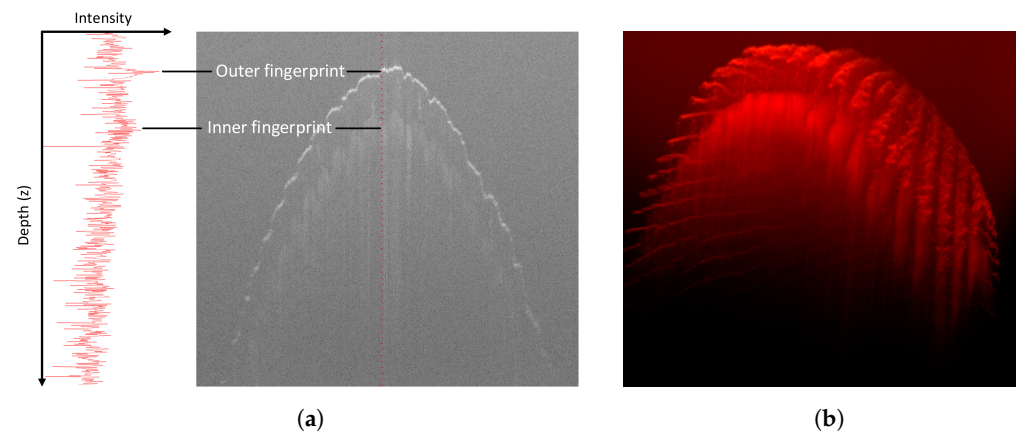 Intensity
Outer fingerprint
Inner fingerprint
Depth (z)
(a)
(b)